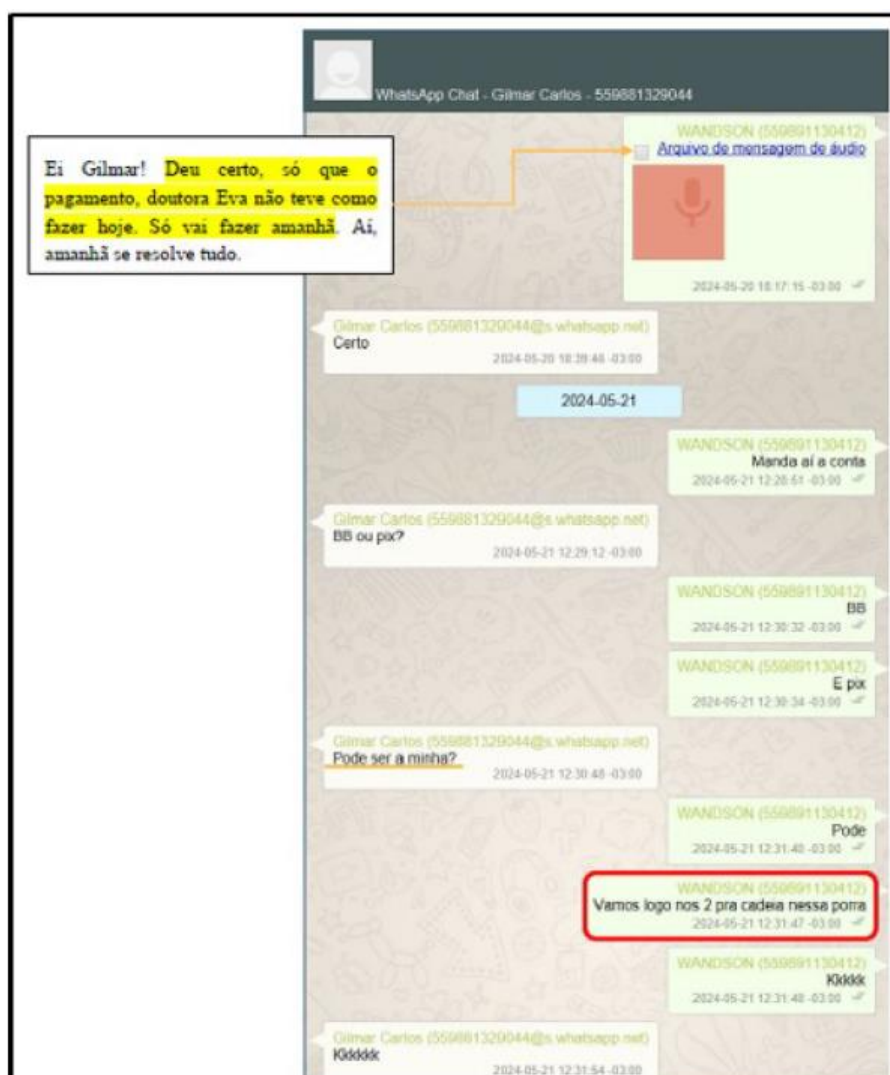 WhatsApp Chat - Gilmar Carlos - 559881329044
WANDSON (559891130412)
Arquivo de mensagem de áudio
Ei Gilmar! Deu certo, só que o
pagamento, doutora Eva não teve como
fazer hoje. Só vai fazer amanhã. Aí,
amanhã se resolve tudo.
2024-05-20 18:17:15 -03:00
Gilmar Carlos (559881329044@s.whatsapp.net)
Certo
2024-05-20 18:39:46 -03:00
2024-05-21
WANDSON (559891130412)
Manda aí a conta
2024-05-21 12:28:51 -03:00
Gilmar Carlos (559881329044@s.whatsapp.net)
BB ou pix?
2024-05-21 12:29:12 -03:00
WANDSON (559891130412)
BB
2024-05-21 12:30:32 -03:00
WANDSON (559891130412)
E pix
2024-05-21 12:30:34 -03:00
Gilmar Carlos (559881329044@s.whatsapp.net)
Pode ser a minha?
2024-05-21 12:30:48 -03:00
WANDSON (559891130412)
Pode
2024-05-21 12:31:40 -03:00
WANDSON (559891130412)
Vamos logo nos 2 pra cadeia nessa porra
2024-05-21 12:31:47 -03:00
WANDSON (559891130412)
Kkkkk
2024-05-21 12:31:48 -03:00
Gilmar Carlos (559881329044@s.whatsapp.net)
Kkkkkk
2024-05-21 12:31:54 -03:00